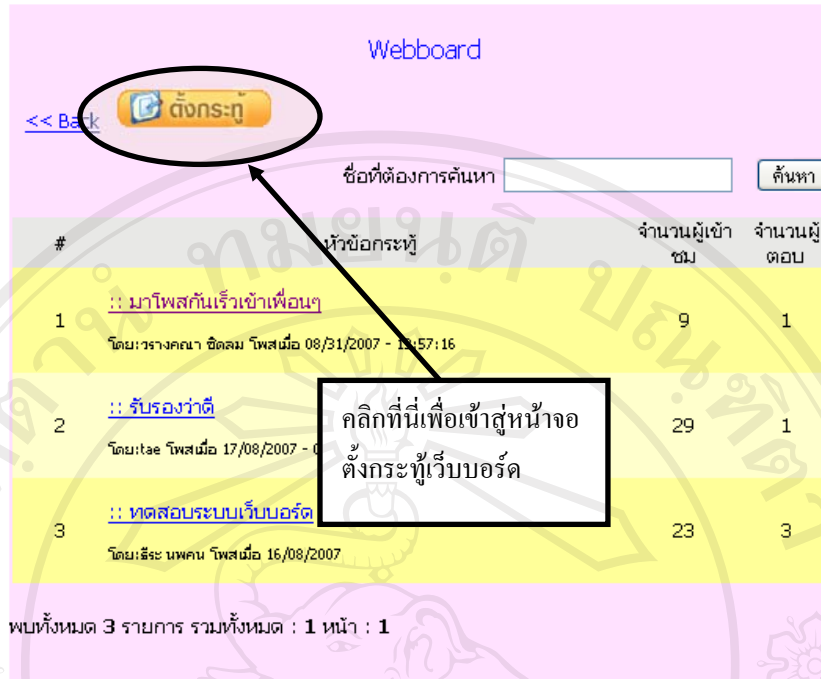 Webboard
<< Back ตั้งกระทู้
ชื่อที่ต้องการค้นหา ค้นหา
# หัวข้อกระทู้ จำนวนผู้เข้าชม จำนวนผู้ตอบ
1 :: มาโพสกันเร็วเข้าเพื่อนๆ 9 1
โดย:วรางคณา ชิดลม โพสเมื่อ 08/31/2007 - :57:16
2 :: รับรองว่าดี 29 1
โดย:tae โพสเมื่อ 17/08/2007 -
3 :: ทดสอบระบบเว็บบอร์ด 23 3
โดย:ธีระ นพคน โพสเมื่อ 16/08/2007
คลิกที่นี่เพื่อเข้าสู่หน้าจอ
ตั้งกระทู้เว็บบอร์ด
พบทั้งหมด 3 รายการ รวมทั้งหมด : 1 หน้า : 1